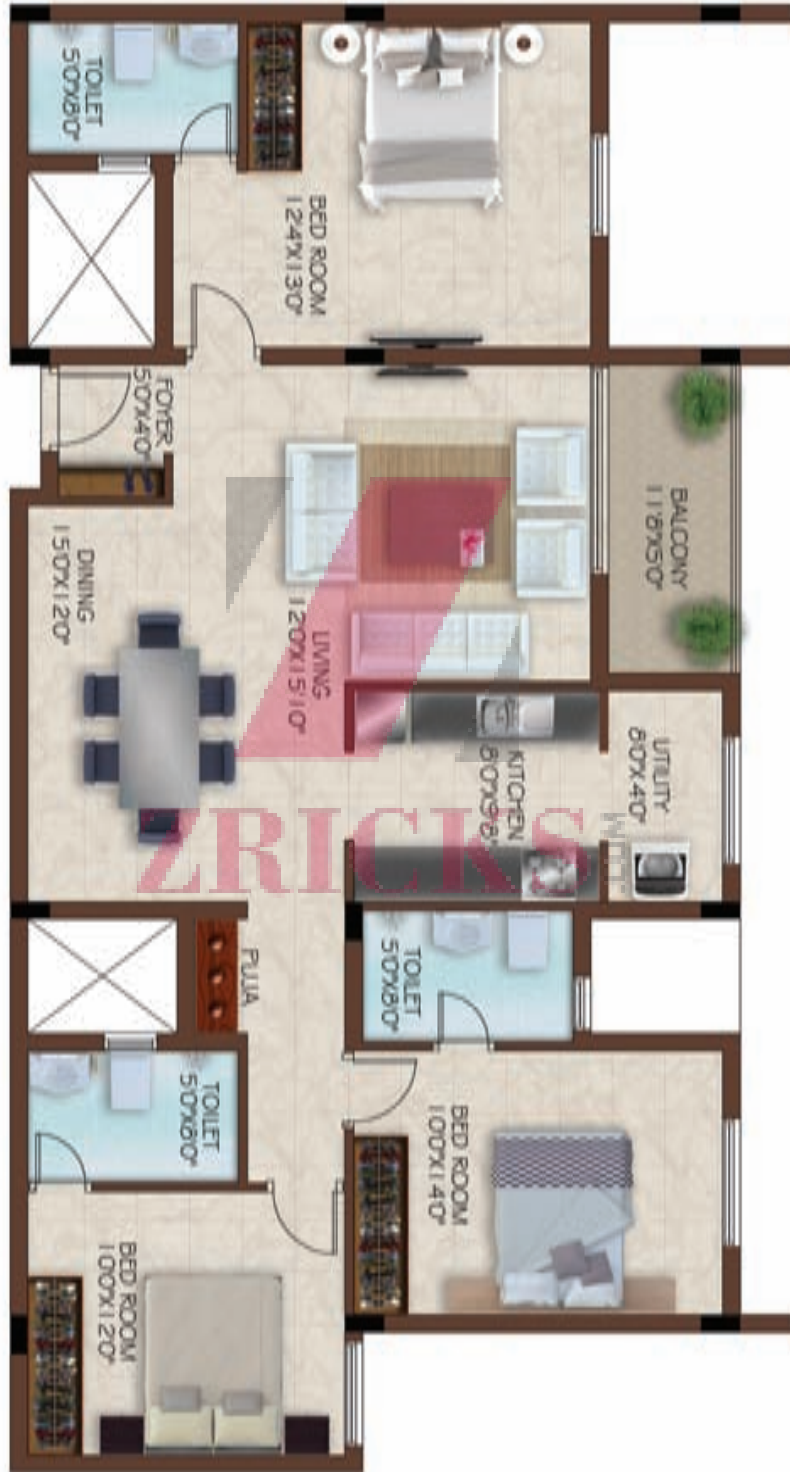 TOILET
5'0"X8'0"
BED ROOM
12'4"X13'0"
FOYER
5'0"X4'0"
BALCONY
11'8"X5'0"
DINING
15'0"X12'0"
LIVING
12'0"X15'10"
KITCHEN
8'0"X9'8"
UTILITY
8'0"X4'0"
ZRICKS
.COM
PUJA
TOILET
5'0"X8'0"
TOILET
5'0"X8'0"
BED ROOM
10'0"X14'0"
BED ROOM
10'0"X12'0"